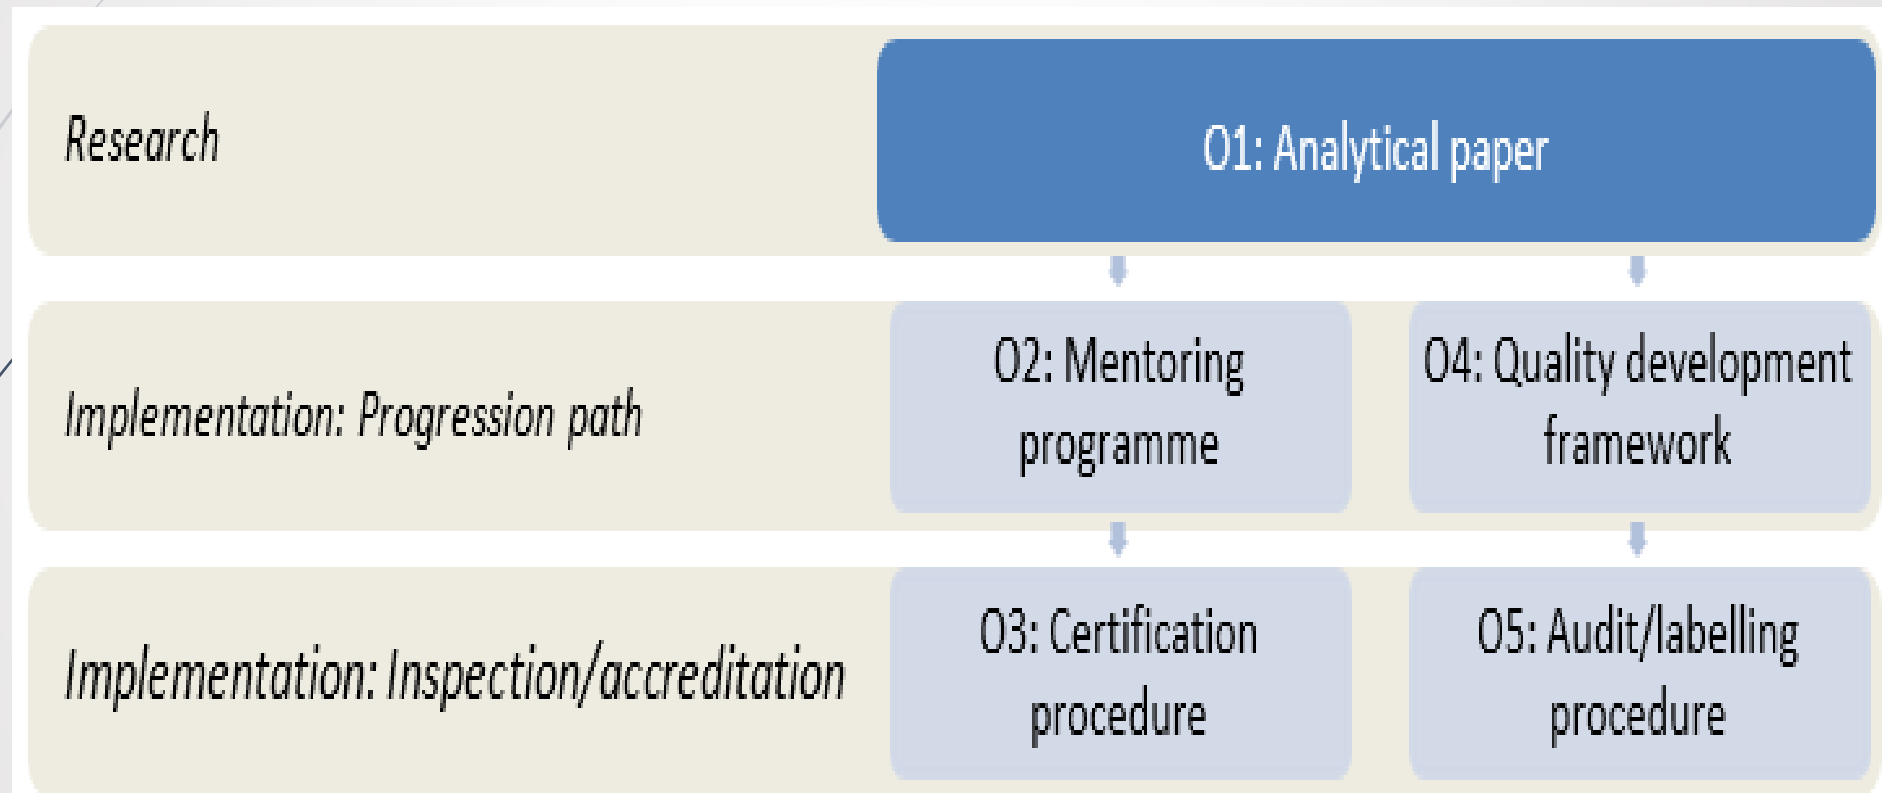 Research
O1: Analytical paper
Implementation: Progression path
O2: Mentoring
programme
O4: Quality development
framework
Implementation: Inspection/accreditation
O3: Certification
procedure
O5: Audit/labelling
procedure